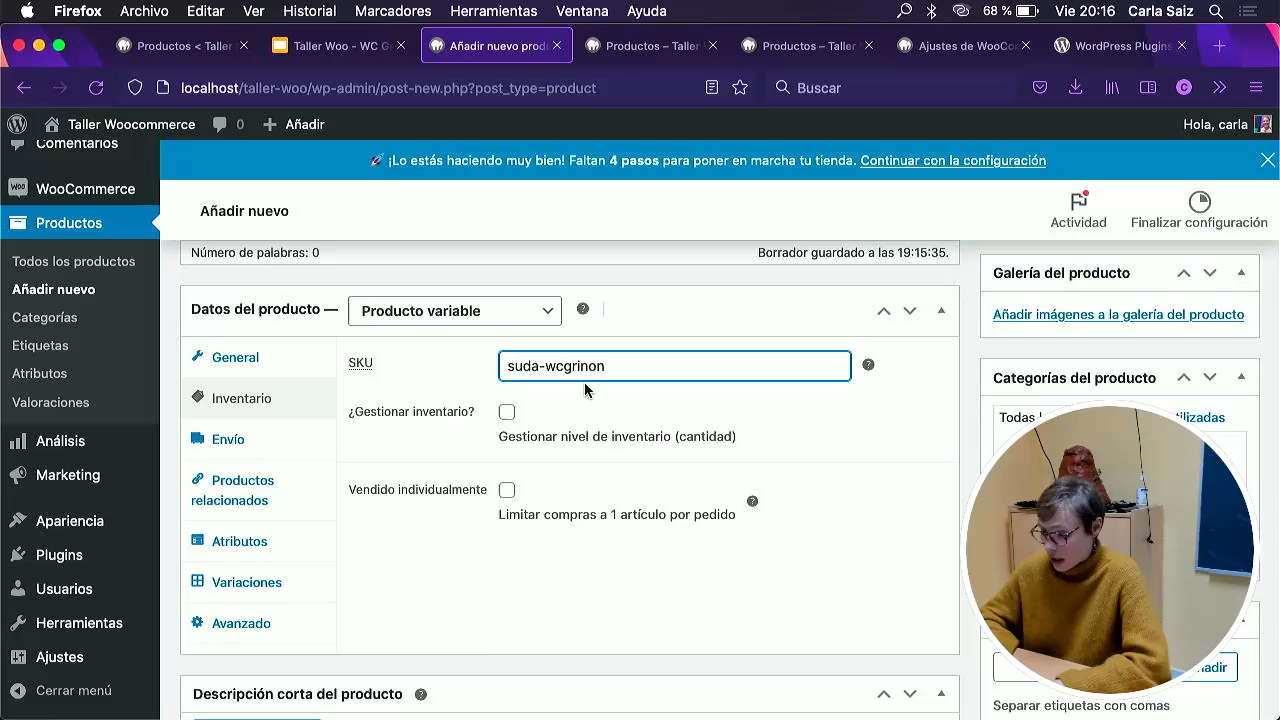 Firefox Archivo Editar Ver Historial Marcadores Herramientas Ventana Ayuda 68 % Vie 20:16 Carla Saiz
Productos < Taller
Taller Woo - WC G
Añadir nuevo prod
Productos – Taller
Productos – Taller
Ajustes de WooCo
WordPress Plugins
localhost/taller-woo/wp-admin/post-new.php?post_type=product
Buscar
Taller Woocommerce 0 Añadir
Hola, carla
Comentarios
WooCommerce
Productos
Todos los productos
Añadir nuevo
Categorías
Etiquetas
Atributos
Valoraciones
Análisis
Marketing
Apariencia
Plugins
Usuarios
Herramientas
Ajustes
Cerrar menú
¡Lo estás haciendo muy bien! Faltan 4 pasos para poner en marcha tu tienda. Continuar con la configuración
Añadir nuevo
Actividad
Finalizar configuración
Número de palabras: 0
Borrador guardado a las 19:15:35.
Datos del producto —
Producto variable
General
Inventario
Envío
Productos
relacionados
Atributos
Variaciones
Avanzado
SKU
suda-wcgrinon
¿Gestionar inventario?
Gestionar nivel de inventario (cantidad)
Vendido individualmente
Limitar compras a 1 artículo por pedido
Descripción corta del producto
Galería del producto
Añadir imágenes a la galería del producto
Categorías del producto
Todas
Separar etiquetas con comas